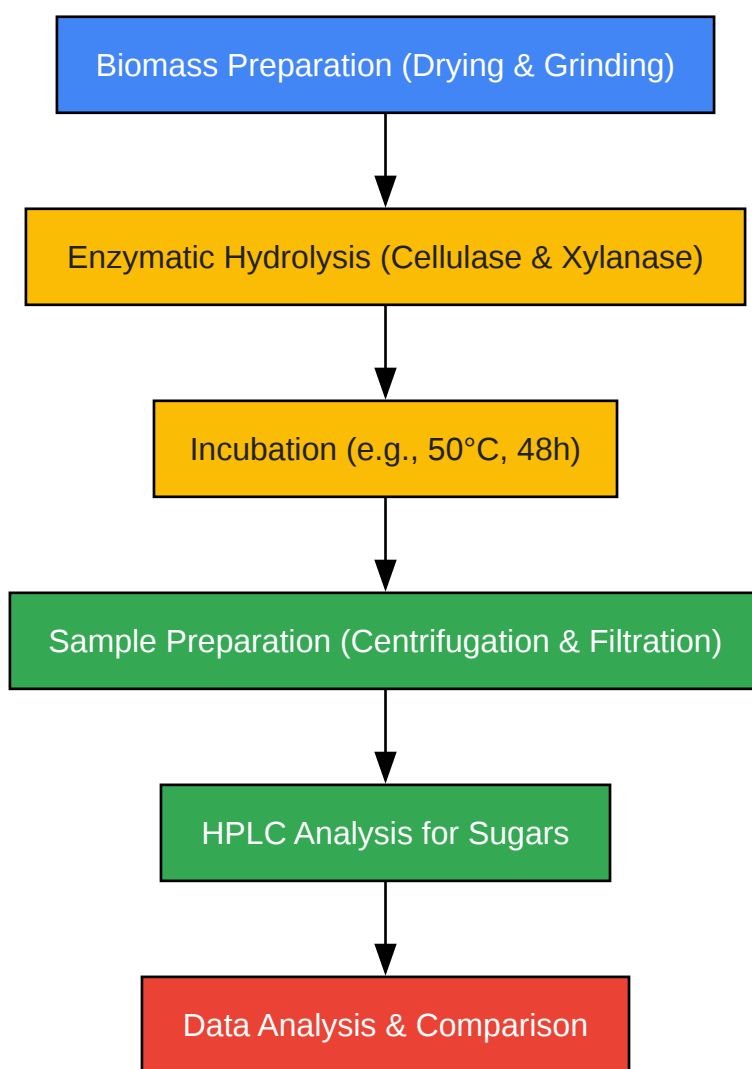 Biomass Preparation (Drying & Grinding)
Enzymatic Hydrolysis (Cellulase & Xylanase)
Incubation (e.g., 50°C, 48h)
Sample Preparation (Centrifugation & Filtration)
HPLC Analysis for Sugars
Data Analysis & Comparison